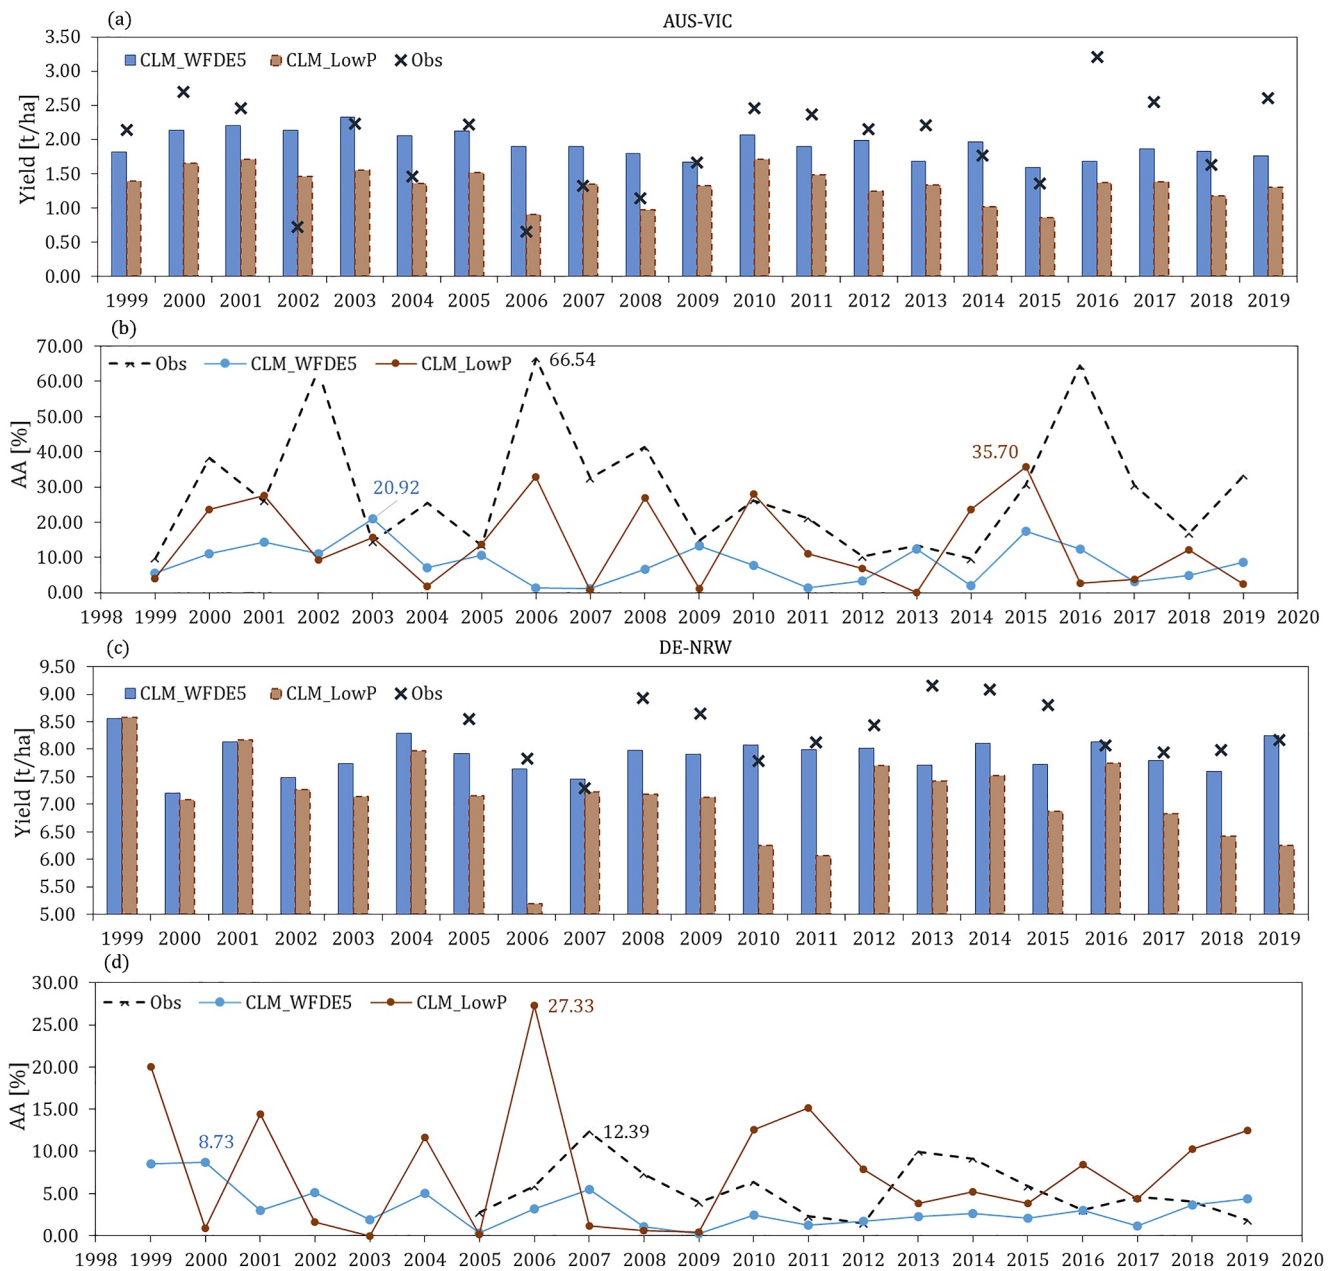 (a)
AUS-VIC
CLM_WFDE5 CLM_LowP Obs
Yield [t/ha]
3.50
3.00
2.50
2.00
1.50
1.00
0.50
0.00
1999 2000 2001 2002 2003 2004 2005 2006 2007 2008 2009 2010 2011 2012 2013 2014 2015 2016 2017 2018 2019
(b)
Obs CLM_WFDE5 CLM_LowP
AA [%]
70.00
60.00
50.00
40.00
30.00
20.00
10.00
0.00
66.54
20.92
35.70
1998 1999 2000 2001 2002 2003 2004 2005 2006 2007 2008 2009 2010 2011 2012 2013 2014 2015 2016 2017 2018 2019 2020
(c)
DE-NRW
CLM_WFDE5 CLM_LowP Obs
Yield [t/ha]
9.50
9.00
8.50
8.00
7.50
7.00
6.50
6.00
5.50
5.00
1999 2000 2001 2002 2003 2004 2005 2006 2007 2008 2009 2010 2011 2012 2013 2014 2015 2016 2017 2018 2019
(d)
Obs CLM_WFDE5 CLM_LowP
AA [%]
30.00
25.00
20.00
15.00
10.00
5.00
0.00
27.33
8.73
12.39
1998 1999 2000 2001 2002 2003 2004 2005 2006 2007 2008 2009 2010 2011 2012 2013 2014 2015 2016 2017 2018 2019 2020